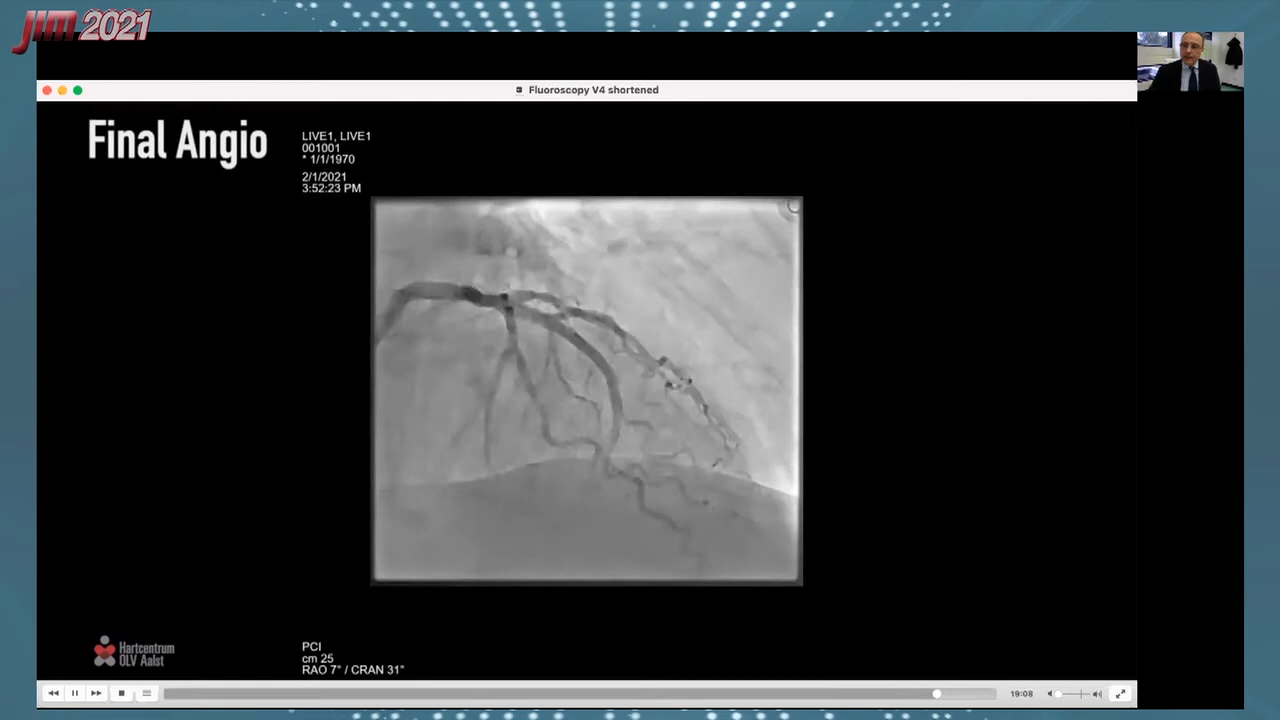 JIM 2021
Fluoroscopy V4 shortened
Final Angio
LIVE1, LIVE1
001001
* 1/1/1970
2/1/2021
3:52:23 PM
Hartcentrum
OLV Aalst
PCI
cm 25
RAO 7° / CRAN 31°
19:08